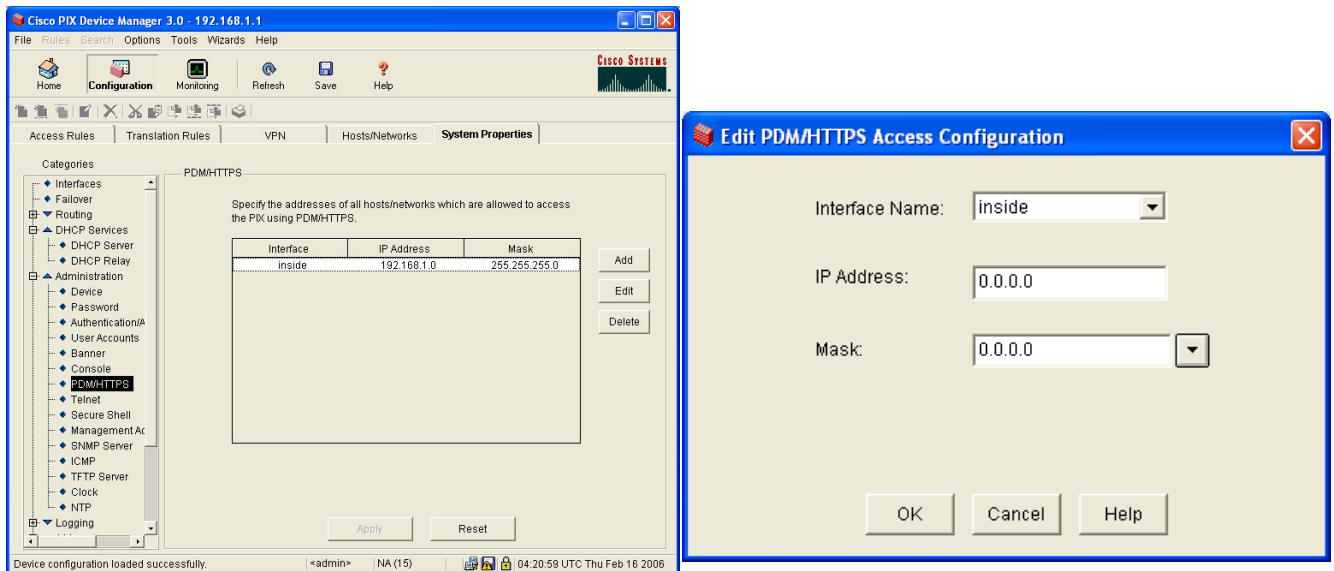 Cisco PIX Device Manager 3.0 - 192.168.1.1
File Rules Search Options Tools Wizards Help
Home Configuration Monitoring Refresh Save Help
CISCO SYSTEMS
Access Rules Translation Rules VPN Hosts/Networks System Properties
Categories
Interfaces
Failover
Routing
DHCP Services
DHCP Server
DHCP Relay
Administration
Device
Password
Authentication/A
User Accounts
Banner
Console
PDM/HTTPS
Telnet
Secure Shell
Management Ac
SNMP Server
ICMP
TFTP Server
Clock
NTP
Logging
PDM/HTTPS
Specify the addresses of all hosts/networks which are allowed to access
the PIX using PDM/HTTPS.
Interface IP Address Mask
inside 192.168.1.0 255.255.255.0
Add
Edit
Delete
Apply Reset
Device configuration loaded successfully. <admin> NA (15) 04:20:59 UTC Thu Feb 16 2006
Edit PDM/HTTPS Access Configuration
Interface Name: inside
IP Address: 0.0.0.0
Mask: 0.0.0.0
OK Cancel Help